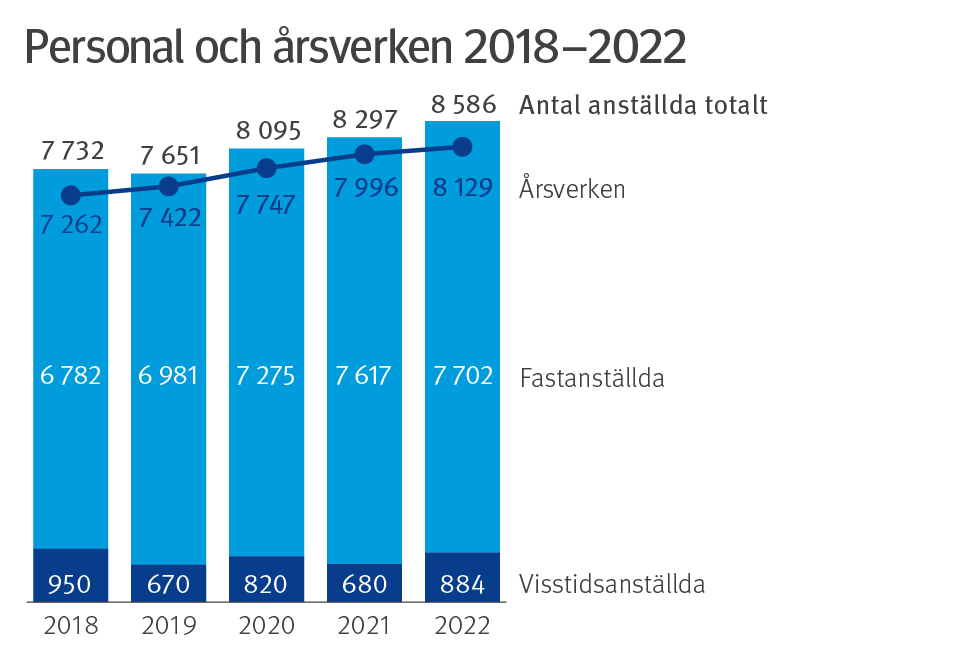 Personal och årsverken 2018–2022
8 586 Antal anställda totalt
8 297
8 095
7 732 7 651
7 262 7 422 7 747 7 996 8 129 Årsverken
6 782 6 981 7 275 7 617 7 702 Fastanställda
950 670 820 680 884 Visstidsanställda
2018 2019 2020 2021 2022